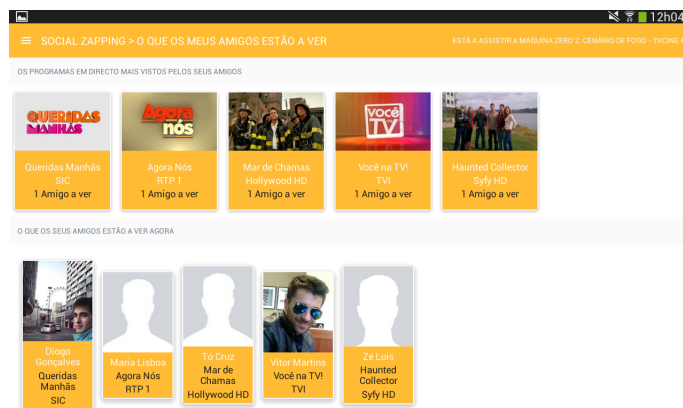 12h04
SOCIAL ZAPPING > O QUE OS MEUS AMIGOS ESTÃO A VER
ESTÁ A ASSISTIR A MÁQUINA ZERO 2: CENÁRIO DE FOGO - TVCINE 4
OS PROGRAMAS EM DIRECTO MAIS VISTOS PELOS SEUS AMIGOS
QUERIDAS
MANHÃS
Agora
nós
você
na
TV
Queridas Manhãs
SIC
1 Amigo a ver
Agora Nós
RTP 1
1 Amigo a ver
Mar de Chamas
Hollywood HD
1 Amigo a ver
Você na TV!
TVI
1 Amigo a ver
Haunted Collector
Syfy HD
1 Amigo a ver
O QUE OS SEUS AMIGOS ESTÃO A VER AGORA
Diogo
Gonçalves
Queridas
Manhãs
SIC
Maria Lisboa
Agora Nós
RTP 1
Tó Cruz
Mar de
Chamas
Hollywood HD
Vitor Martins
Você na TV!
TVI
Zé Luis
Haunted
Collector
Syfy HD